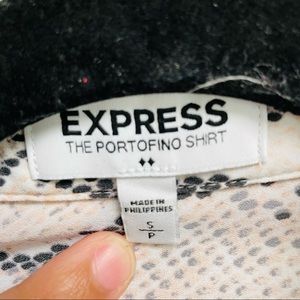 EXPRESS
THE PORTOFINO SHIRT
MADE IN
PHILIPPINES
S
P